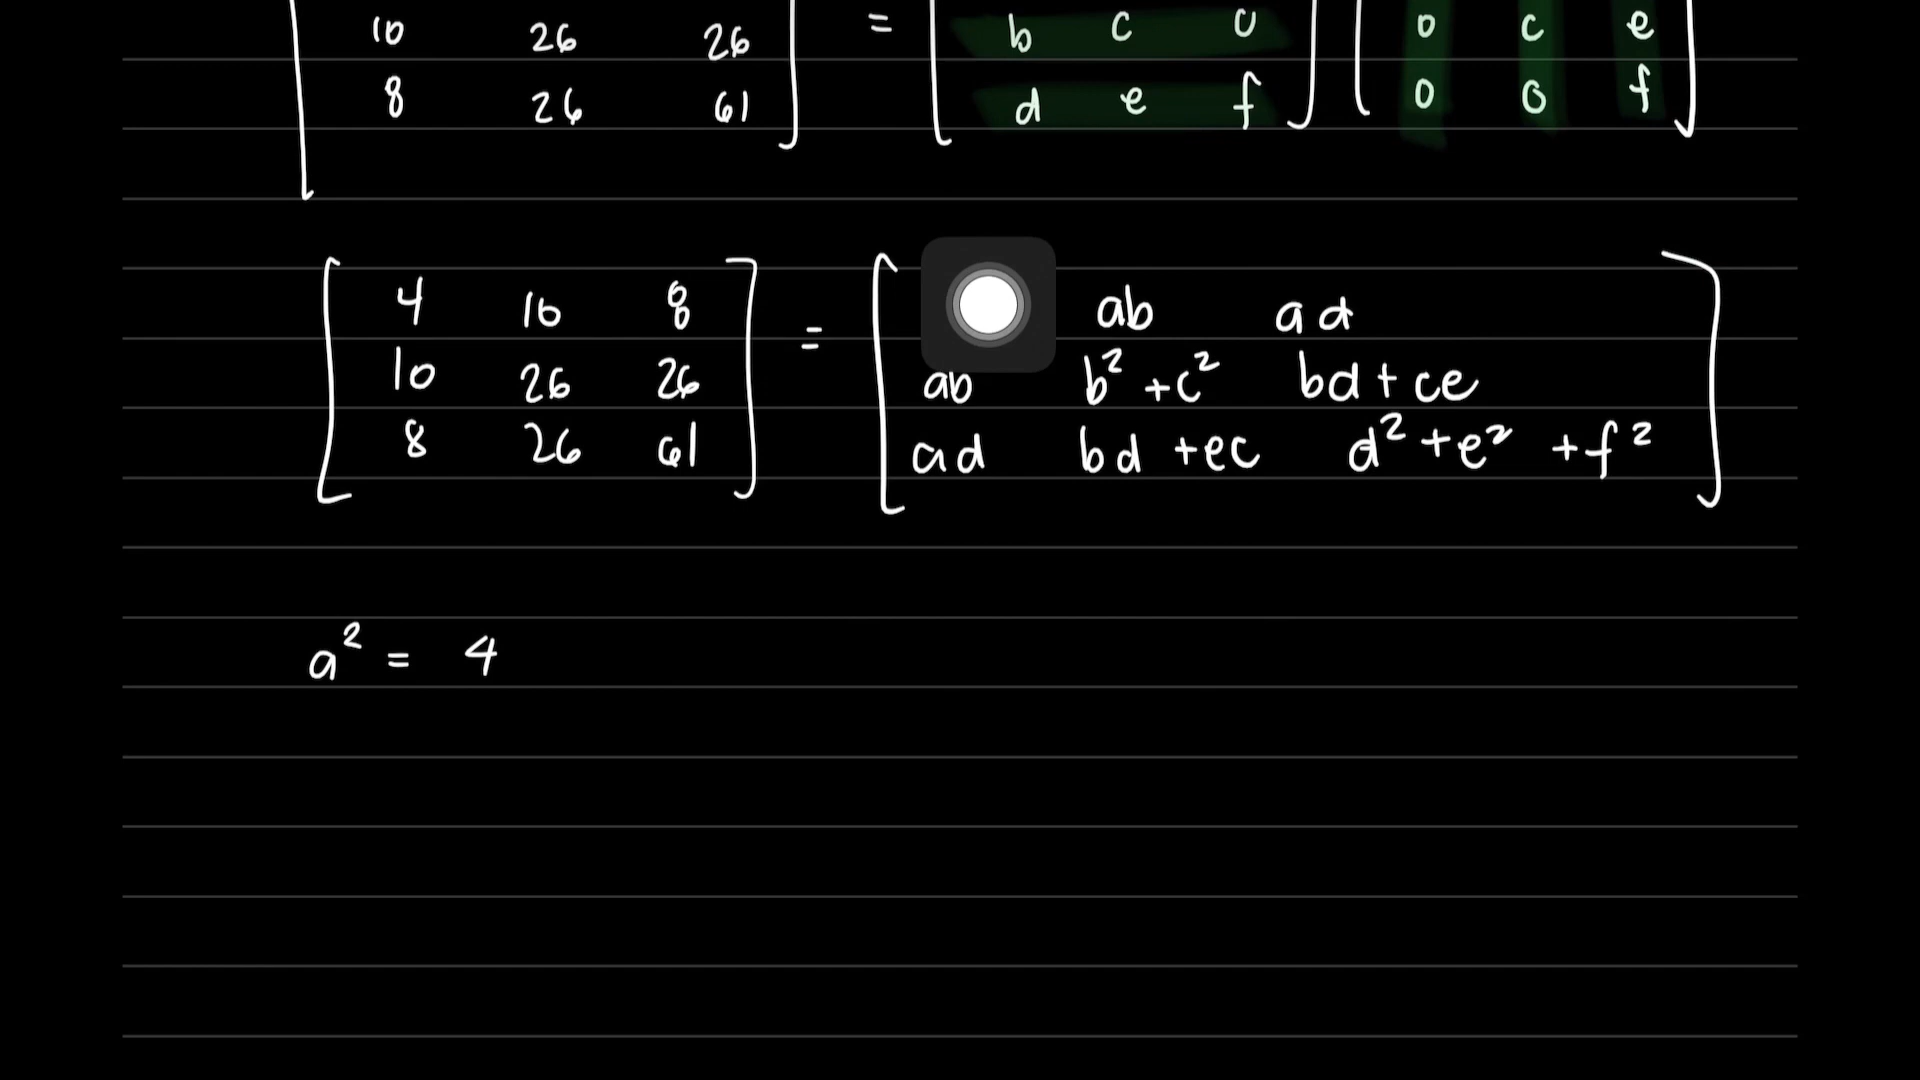 10 26 26 = b c 0 0 c e
8 26 61 d e f 0 0 f
4 10 8 = ab ad
10 26 26 ab b² + c² bd + ce
8 26 61 ad bd + ec d² + e² + f²
a² = 4